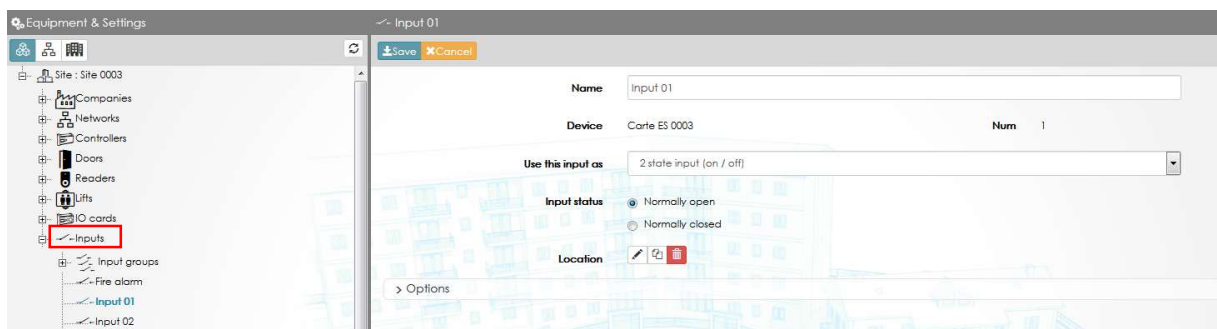 Equipment & Settings
Site : Site 0003
Companies
Networks
Controllers
Doors
Readers
Lifts
IO cards
Inputs
Input groups
Fire alarm
Input 01
Input 02
Input 01
Save Cancel
Name Input 01
Device Carte ES 0003 Num 1
Use this input as 2 state input (on / off)
Input status Normally open
Normally closed
Location
Options